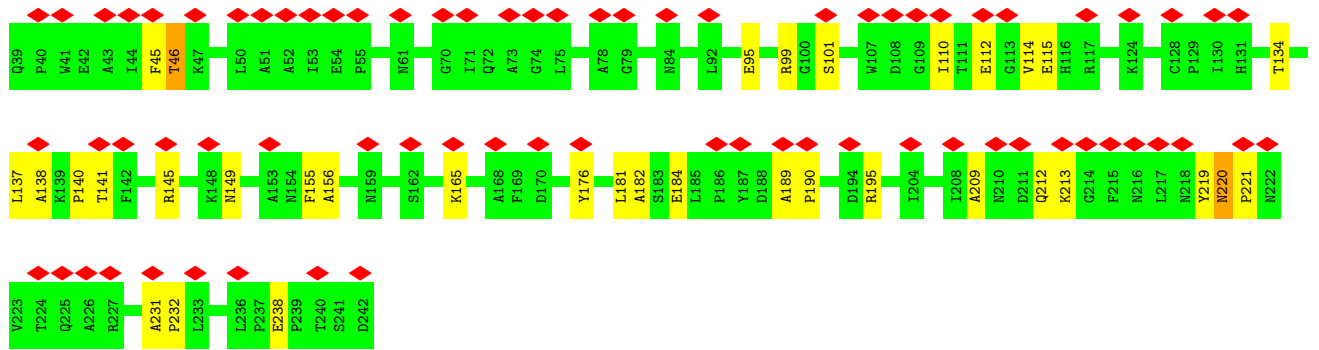 Q39 P40 W41 E42 A43 I44 F45 T46 K47 L50 A51 A52 I53 E54 P55 N61 G70 I71 Q72 A73 G74 L75 A78 G79 N84 L92 E95 R99 G100 S101 W107 D108 G109 I110 T111 E112 G113 V114 E115 H116 R117 K124 C128 P129 I130 H131 T134
L137 A138 K139 P140 T141 F142 R145 K148 N149 A153 N154 F155 A156 N159 S162 K165 A168 F169 D170 Y176 L181 A182 S183 E184 L185 P186 Y187 D188 A189 P190 D194 R195 I204 I208 A209 N210 D211 Q212 K213 G214 F215 N216 L217 N218 Y219 N220 P221 N222
V223 T224 Q225 A226 R227 A231 P232 L233 L236 P237 E238 P239 T240 S241 D242